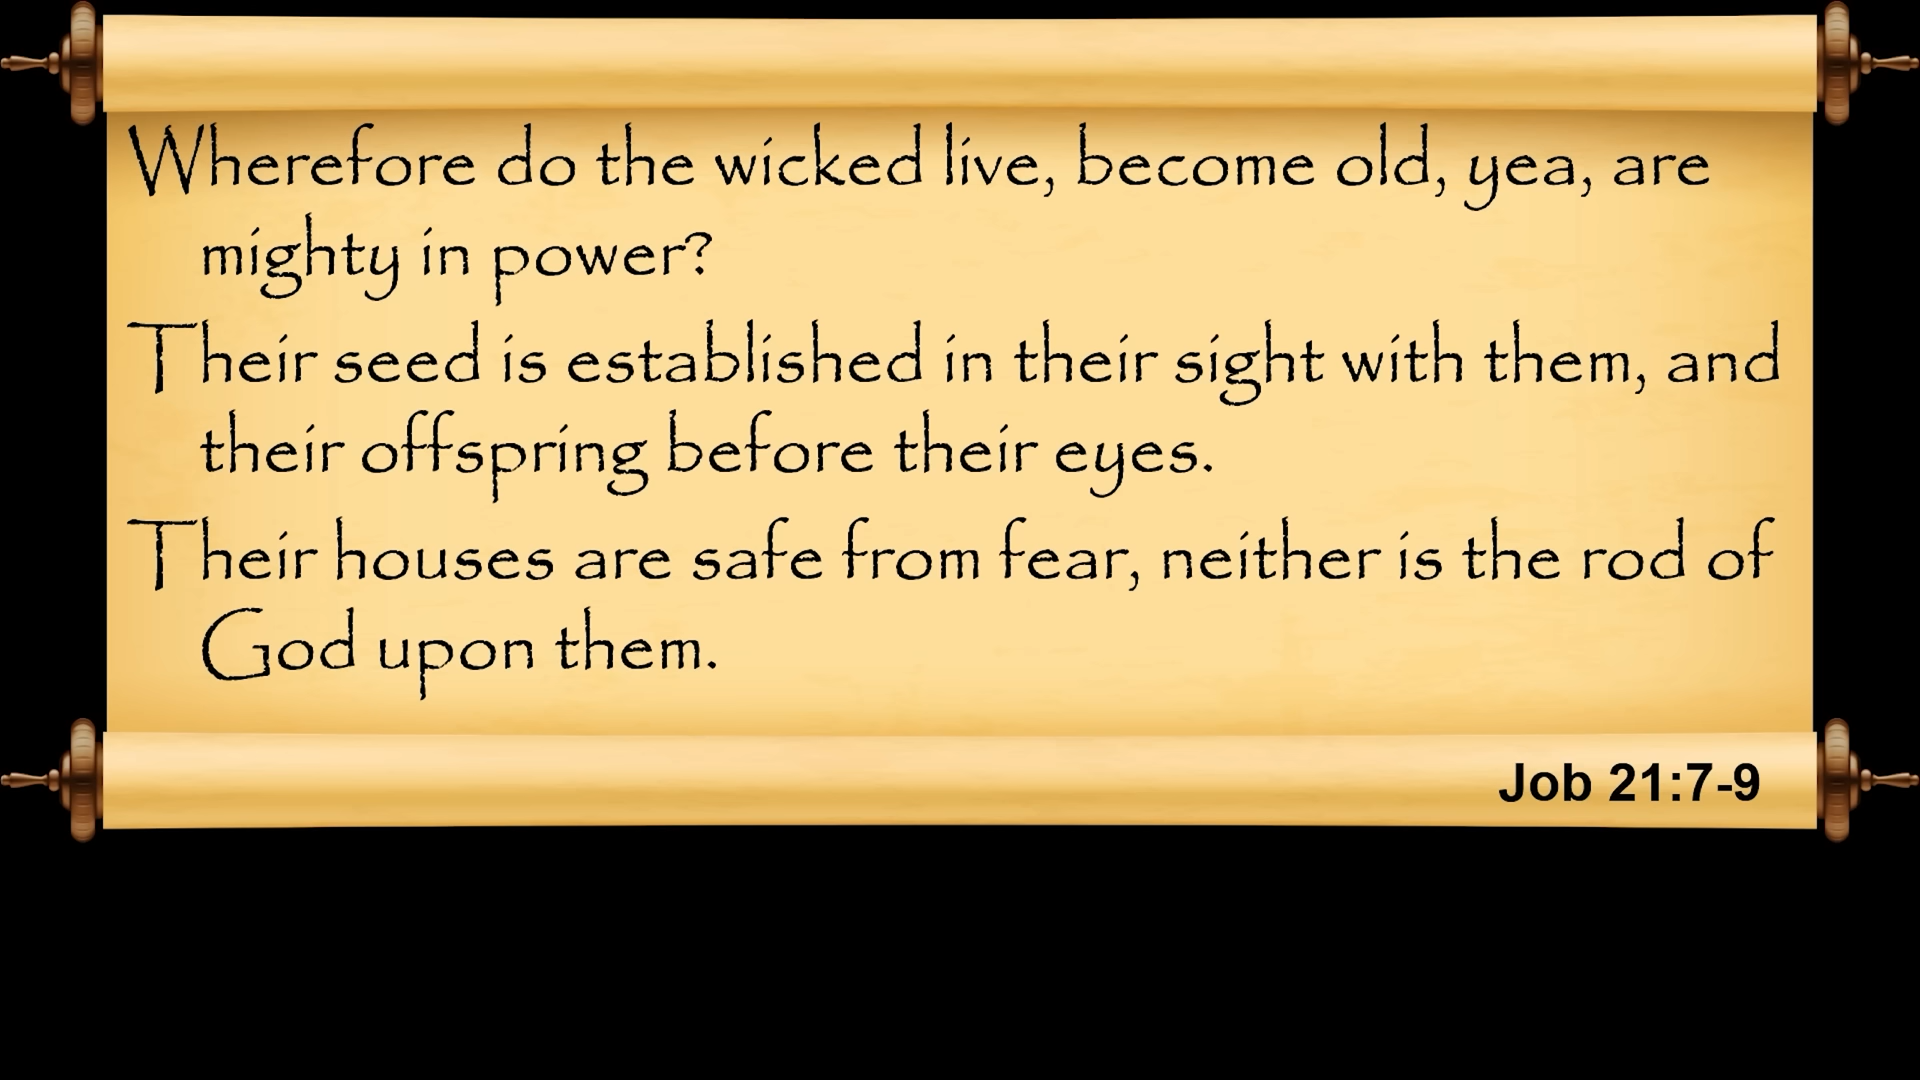 Wherefore do the wicked live, become old, yea, are
mighty in power?
Their seed is established in their sight with them, and
their offspring before their eyes.
Their houses are safe from fear, neither is the rod of
God upon them.
Job 21:7-9